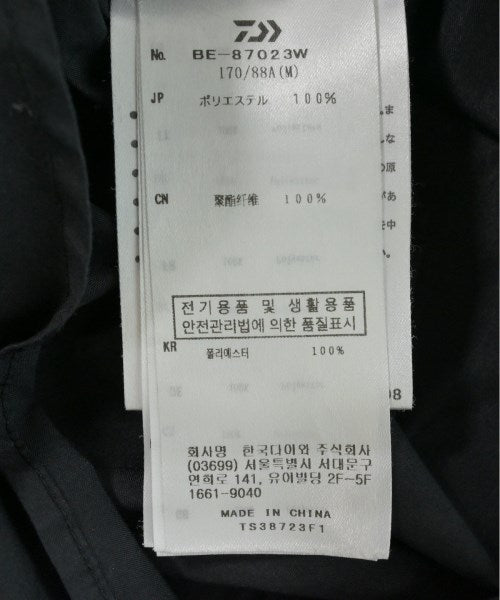 No. BE-87023W
170/88A(M)
JP ポリエステル 100%
CN 聚酯纤维 100%
전기용품 및 생활용품
안전관리법에 의한 품질표시
KR 폴리에스터 100%
회사명 한국다이와 주식회사
(03699) 서울특별시 서대문구
연희로 141, 유이빌딩 2F~5F
1661-9040
MADE IN CHINA
TS38723F1